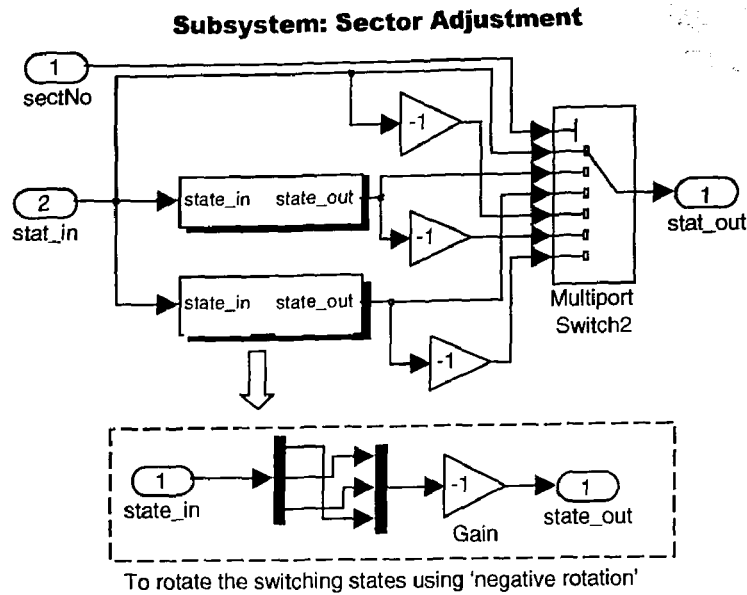 Subsystem: Sector Adjustment
1
sectNo
-1
2
stat_in
state_in state_out
-1
1
stat_out
state_in state_out
Multiport
Switch2
-1
1
state_in
-1
Gain
1
state_out
To rotate the switching states using 'negative rotation'